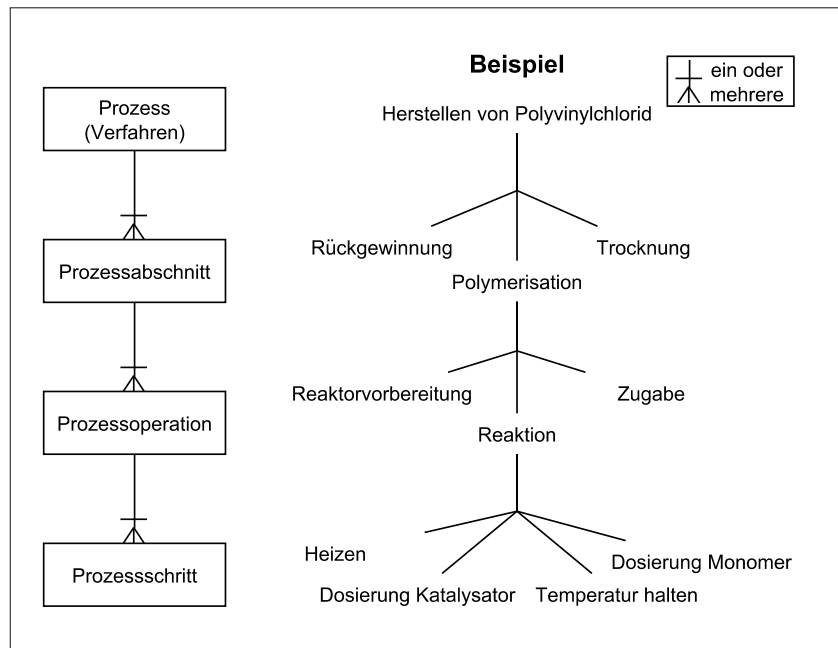 Beispiel
ein oder
mehrere
Prozess
(Verfahren)
Herstellen von Polyvinylchlorid
Rückgewinnung
Trocknung
Prozessabschnitt
Polymerisation
Reaktorvorbereitung
Zugabe
Prozessoperation
Reaktion
Heizen
Dosierung Monomer
Prozessschritt
Dosierung Katalysator
Temperatur halten